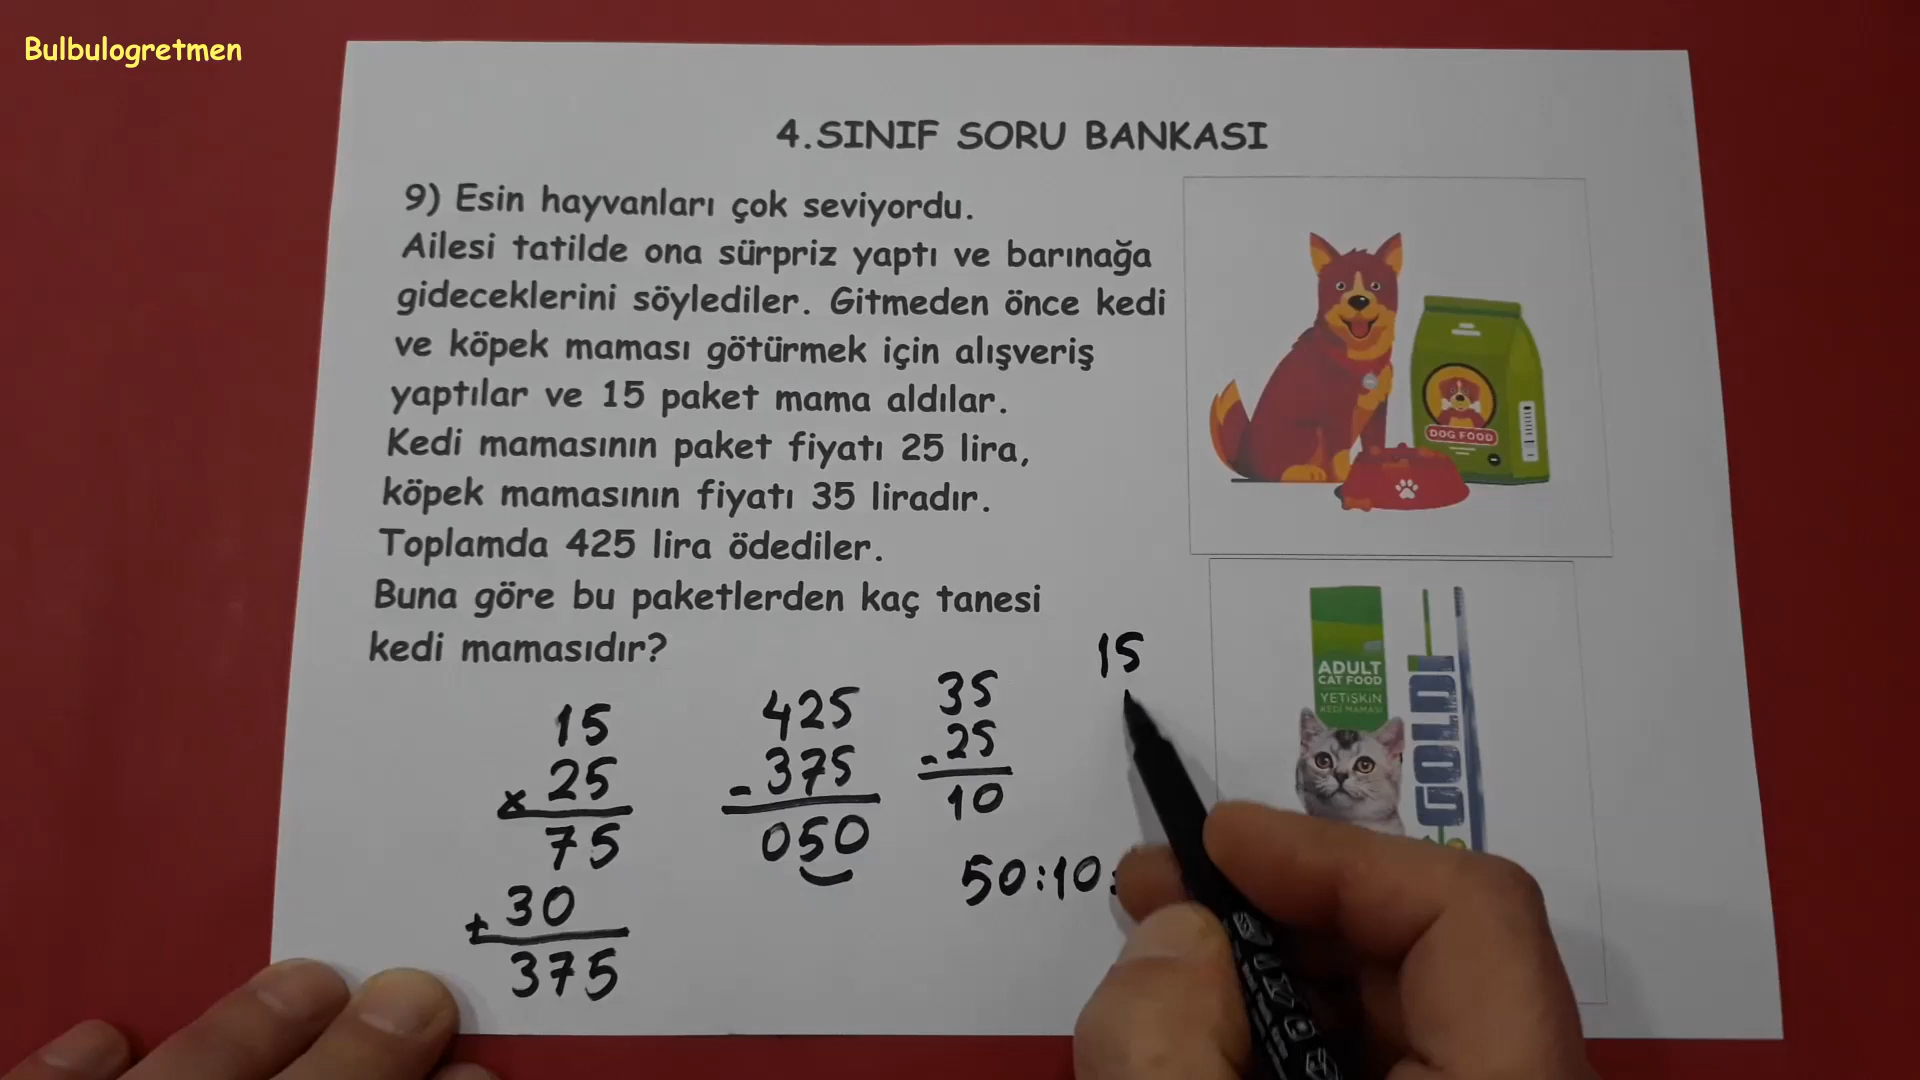 Bulbulogretmen
4.SINIF SORU BANKASI
9) Esin hayvanları çok seviyordu.
Ailesi tatilde ona sürpriz yaptı ve barınağa
gideceklerini söylediler. Gitmeden önce kedi
ve köpek maması götürmek için alışveriş
yaptılar ve 15 paket mama aldılar.
Kedi mamasının paket fiyatı 25 lira,
köpek mamasının fiyatı 35 liradır.
Toplamda 425 lira ödediler.
Buna göre bu paketlerden kaç tanesi
kedi mamasıdır?
DOG FOOD
ADULT
CAT FOOD
YETİŞKİN
KEDİ MAMASI
GOLDI
15
x 25
75
+ 30
375
425
- 375
050
35
- 25
10
50:10:
15